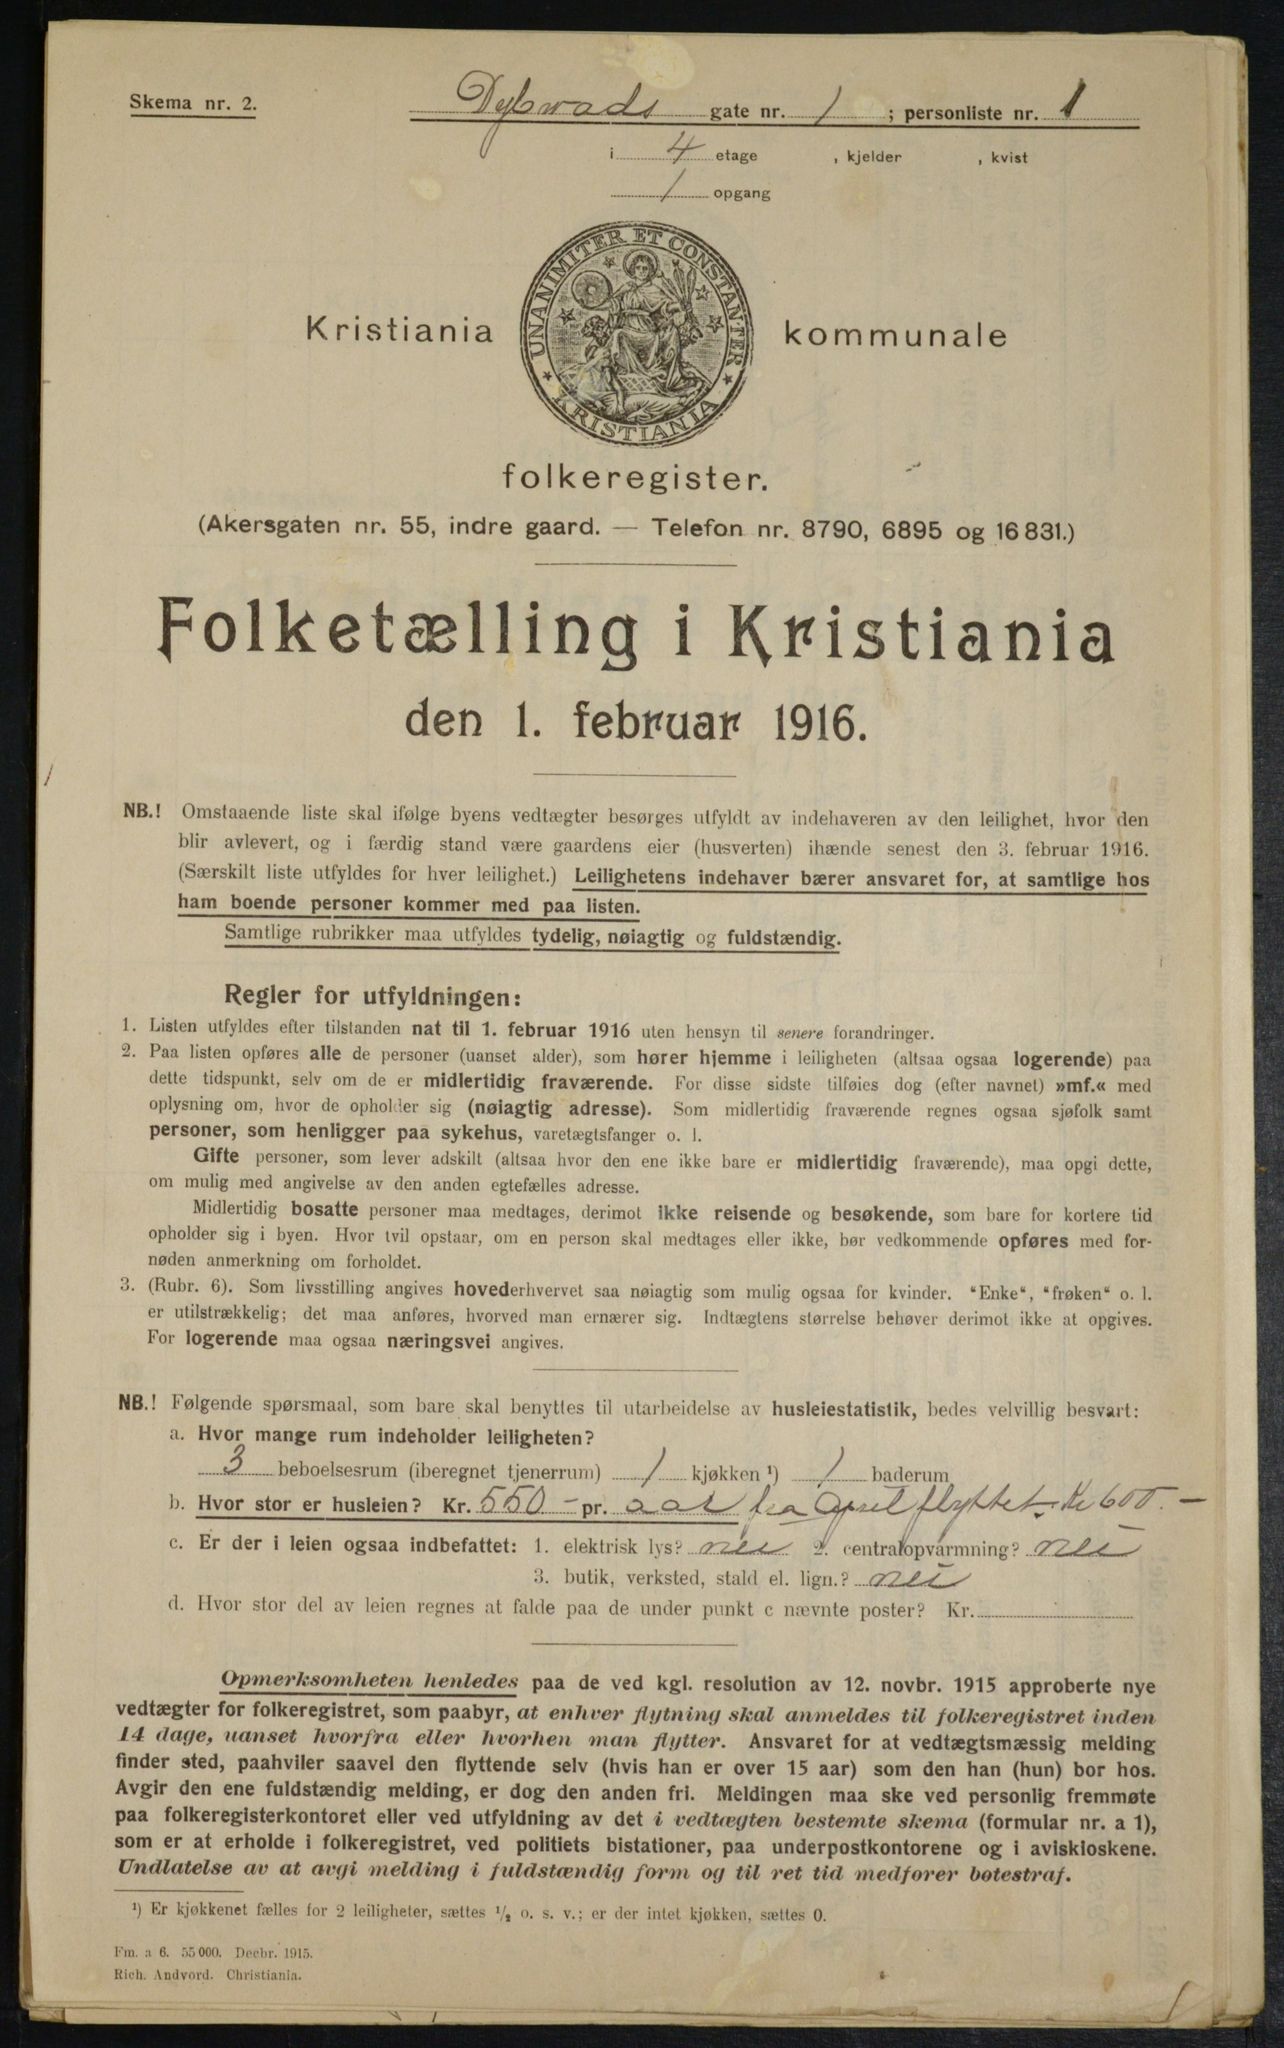 Skema nr. 2.
Dybwads gate nr. 1 ; personliste nr. 1
i 4 etage , kjelder , kvist
1 opgang
UNANIMITER ET CONSTANTER
KRISTIANIA
Kristiania kommunale
folkeregister.
(Akersgaten nr. 55, indre gaard. — Telefon nr. 8790, 6895 og 16 831.)
Folketælling i Kristiania
den 1. februar 1916.
NB.! Omstaaende liste skal ifølge byens vedtægter besørges utfyldt av indehaveren av den leilighet, hvor den
blir avlevert, og i færdig stand være gaardens eier (husverten) ihænde senest den 3. februar 1916.
(Særskilt liste utfyldes for hver leilighet.) Leilighetens indehaver bærer ansvaret for, at samtlige hos
ham boende personer kommer med paa listen.
Samtlige rubrikker maa utfyldes tydelig, nøiagtig og fuldstændig.
Regler for utfyldningen:
1. Listen utfyldes efter tilstanden nat til 1. februar 1916 uten hensyn til senere forandringer.
2. Paa listen opføres alle de personer (uanset alder), som hører hjemme i leiligheten (altsaa ogsaa logerende) paa
dette tidspunkt, selv om de er midlertidig fraværende. For disse sidste tilføies dog (efter navnet) »mf.« med
oplysning om, hvor de opholder sig (nøiagtig adresse). Som midlertidig fraværende regnes ogsaa sjøfolk samt
personer, som henligger paa sykehus, varetægtsfanger o. l.
Gifte personer, som lever adskilt (altsaa hvor den ene ikke bare er midlertidig fraværende), maa opgi dette,
om mulig med angivelse av den anden egtefælles adresse.
Midlertidig bosatte personer maa medtages, derimot ikke reisende og besøkende, som bare for kortere tid
opholder sig i byen. Hvor tvil opstaar, om en person skal medtages eller ikke, bør vedkommende opføres med for-
nøden anmerkning om forholdet.
3. (Rubr. 6). Som livsstilling angives hovederhvervet saa nøiagtig som mulig ogsaa for kvinder. "Enke", "frøken" o. l.
er utilstrækkelig; det maa anføres, hvorved man ernærer sig. Indtægtens størrelse behøver derimot ikke at opgives.
For logerende maa ogsaa næringsvei angives.
NB.! Følgende spørsmaal, som bare skal benyttes til utarbeidelse av husleiestatistik, bedes velvillig besvart:
a. Hvor mange rum indeholder leiligheten?
3 beboelsesrum (iberegnet tjenerrum) 1 kjøkken ¹) 1 baderum
b. Hvor stor er husleien? Kr. 550 — pr. aar fra April flyttet. Kr 600. —
c. Er der i leien ogsaa indbefattet: 1. elektrisk lys? nei 2. centralopvarmning? nei
3. butik, verksted, stald el. lign.? nei
d. Hvor stor del av leien regnes at falde paa de under punkt c nævnte poster? Kr.
Opmerksomheten henledes paa de ved kgl. resolution av 12. novbr. 1915 approberte nye
vedtægter for folkeregistret, som paabyr, at enhver flytning skal anmeldes til folkeregistret inden
14 dage, uanset hvorfra eller hvorhen man flytter. Ansvaret for at vedtægtsmæssig melding
finder sted, paahviler saavel den flyttende selv (hvis han er over 15 aar) som den han (hun) bor hos.
Avgir den ene fuldstændig melding, er dog den anden fri. Meldingen maa ske ved personlig fremmøte
paa folkeregisterkontoret eller ved utfyldning av det i vedtægten bestemte skema (formular nr. a 1),
som er at erholde i folkeregistret, ved politiets bistationer, paa underpostkontorene og i aviskioskene.
Undlatelse av at avgi melding i fuldstændig form og til ret tid medfører bøtestraf.
¹) Er kjøkkenet fælles for 2 leiligheter, sættes ½ o. s. v.; er der intet kjøkken, sættes 0.
Fm. a 6. 55 000. Decbr. 1915.
Rich. Andvord. Christiania.